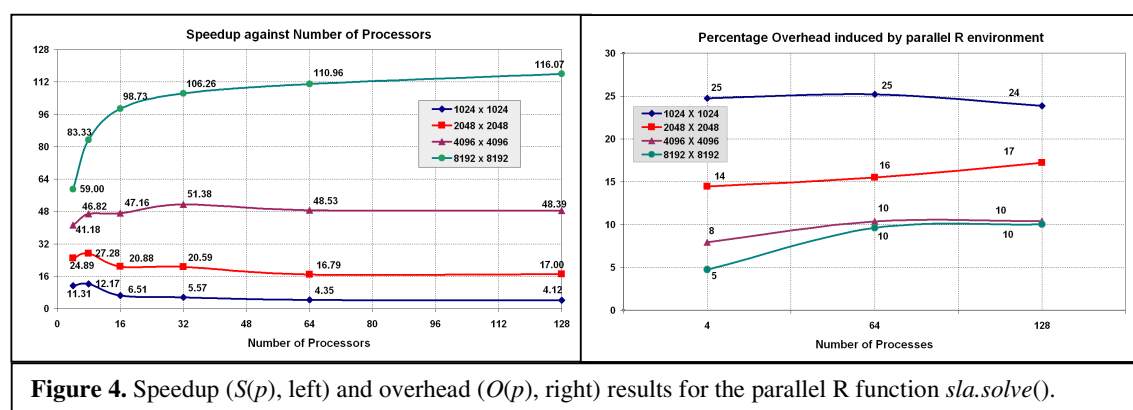 Speedup against Number of Processors
128
112
96
80
64
48
32
16
0
0 16 32 48 64 80 96 112 128
Number of Processors
1024 x 1024
2048 x 2048
4096 x 4096
8192 x 8192
59.00 83.33 98.73 106.26 110.96 116.07
41.18 46.82 47.16 51.38 48.53 48.39
24.89 27.28 20.88 20.59 16.79 17.00
11.31 12.17 6.51 5.57 4.35 4.12
Percentage Overhead induced by parallel R environment
30
25
20
15
10
5
0
4 64 128
Number of Processes
1024 X 1024
2048 X 2048
4096 X 4096
8192 X 8192
25 25 24
14 16 17
8 10 10
5 10 10
Figure 4. Speedup (S(p), left) and overhead (O(p), right) results for the parallel R function sla.solve().